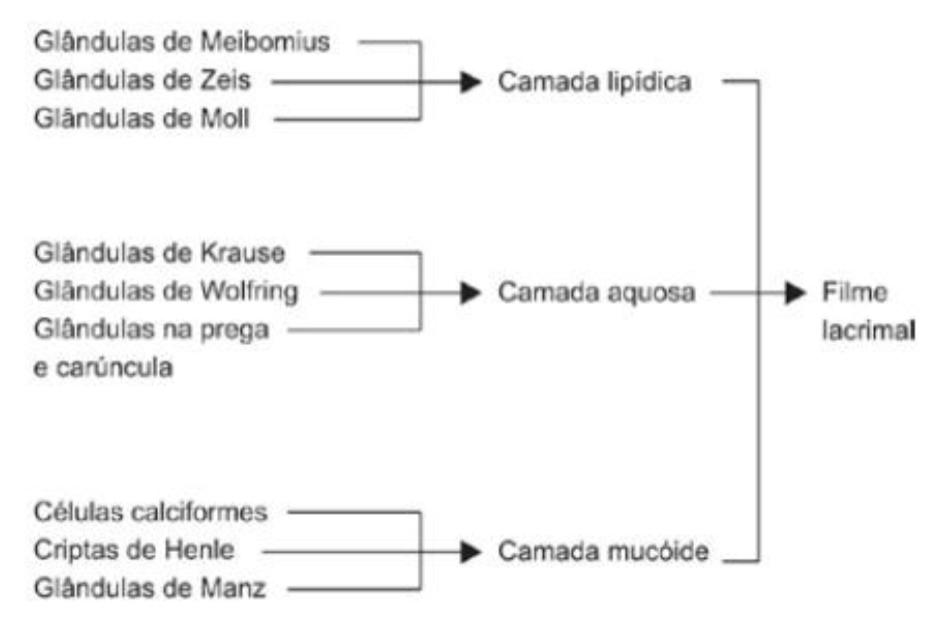 Glândulas de Meibomius
Glândulas de Zeis
Glândulas de Moll
Camada lipídica
Glândulas de Krause
Glândulas de Wolfring
Glândulas na prega
e carúncula
Camada aquosa
Filme
lacrimal
Células calciformes
Criptas de Henle
Glândulas de Manz
Camada mucóide